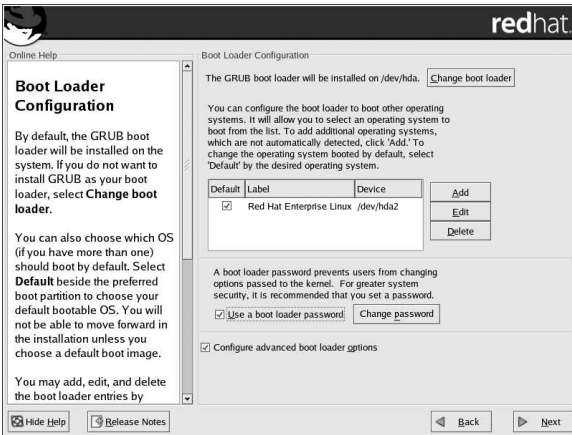 redhat.
Online Help
Boot Loader
Configuration
By default, the GRUB boot
loader will be installed on the
system. If you do not want to
install GRUB as your boot
loader, select Change boot
loader.
You can also choose which OS
(if you have more than one)
should boot by default. Select
Default beside the preferred
boot partition to choose your
default bootable OS. You will
not be able to move forward in
the installation unless you
choose a default boot image.
You may add, edit, and delete
the boot loader entries by
Boot Loader Configuration
The GRUB boot loader will be installed on /dev/hda. Change boot loader
You can configure the boot loader to boot other operating
systems. It will allow you to select an operating system to
boot from the list. To add additional operating systems,
which are not automatically detected, click 'Add.' To
change the operating system booted by default, select
'Default' by the desired operating system.
Default Label Device
Red Hat Enterprise Linux /dev/hda2
Add
Edit
Delete
A boot loader password prevents users from changing
options passed to the kernel. For greater system
security, it is recommended that you set a password.
Use a boot loader password Change password
Configure advanced boot loader options
Hide Help Release Notes Back Next